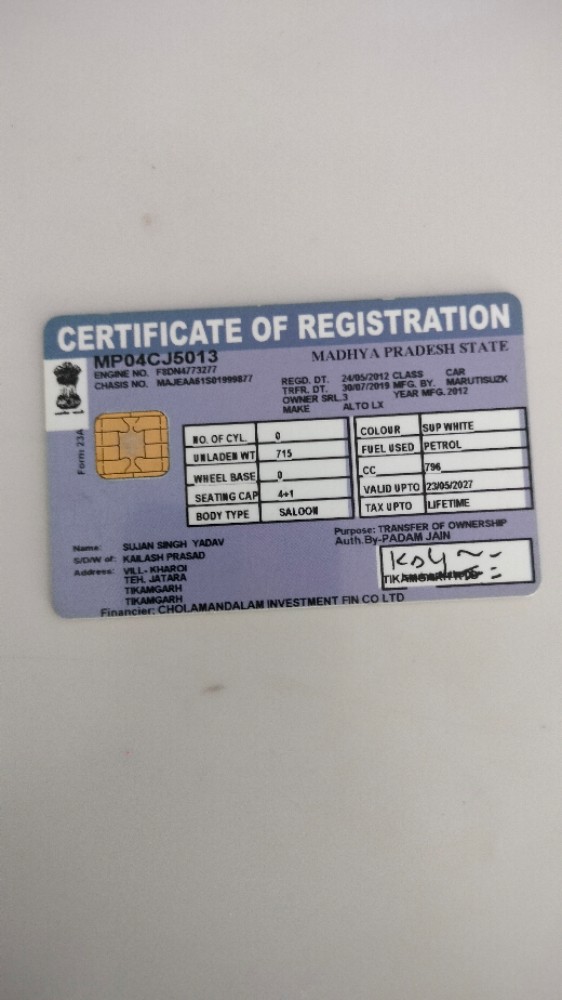 CERTIFICATE OF REGISTRATION
MP04CJ5013
MADHYA PRADESH STATE
ENGINE NO. F8DN4773277
CHASIS NO. MAJEAA61S01999877
REGD. DT. 24/05/2012 CLASS CAR
TRFR. DT. 30/07/2019 MFG. BY. MARUTISUZK
OWNER SRL.3 YEAR MFG.2012
MAKE ALTO LX
Form 23A
NO. OF CYL. 0
UNLADEN WT 715
WHEEL BASE 0
SEATING CAP 4+1
BODY TYPE SALOON
COLOUR SUP WHITE
FUEL USED PETROL
CC 796
VALID UPTO 23/05/2027
TAX UPTO LIFETIME
Purpose: TRANSFER OF OWNERSHIP
Auth.By-PADAM JAIN
Name: SUJAN SINGH YADAV
S/D/W of: KAILASH PRASAD
Address: VILL- KHAROI
TEH. JATARA
TIKAMGARH
TIKAMGARH
TIKAMGARH RTO
Financier: CHOLAMANDALAM INVESTMENT FIN CO LTD